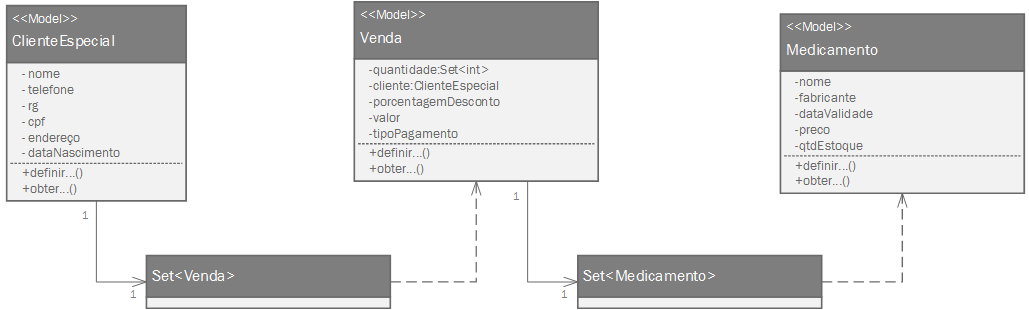 <<Model>>
ClienteEspecial
- nome
- telefone
- rg
- cpf
- endereço
- dataNascimento
+definir...()
+obter...()
<<Model>>
Venda
-quantidade:Set<int>
-cliente:ClienteEspecial
-porcentagemDesconto
-valor
-tipoPagamento
+definir...()
+obter...()
<<Model>>
Medicamento
-nome
-fabricante
-dataValidade
-preco
-qtdEstoque
+definir...()
+obter...()
1
1
Set<Venda>
1
1
Set<Medicamento>